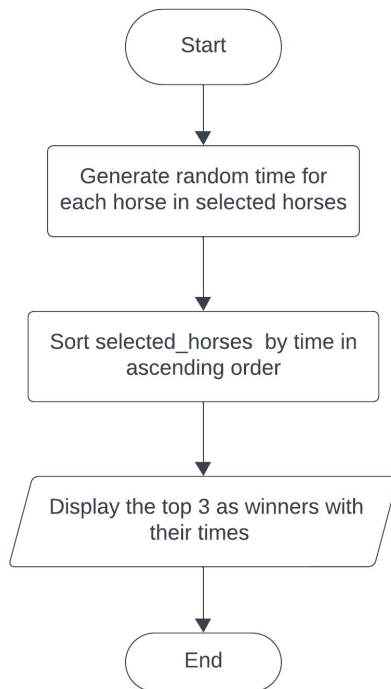 Start
Generate random time for
each horse in selected horses
Sort selected_horses by time in
ascending order
Display the top 3 as winners with
their times
End